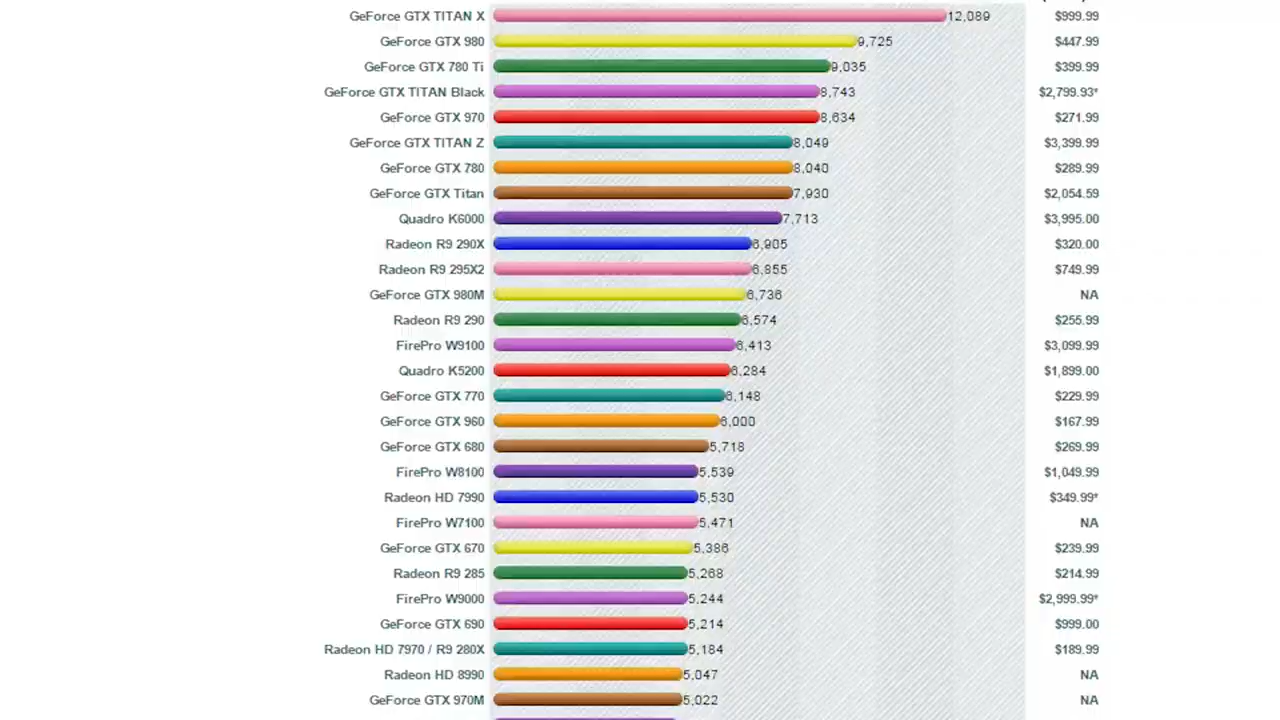 GeForce GTX TITAN X 12,089 $999.99
GeForce GTX 980 9,725 $447.99
GeForce GTX 780 Ti 9,035 $399.99
GeForce GTX TITAN Black 8,743 $2,799.93*
GeForce GTX 970 8,634 $271.99
GeForce GTX TITAN Z 8,049 $3,399.99
GeForce GTX 780 8,040 $289.99
GeForce GTX Titan 7,930 $2,054.59
Quadro K6000 7,713 $3,995.00
Radeon R9 290X 6,905 $320.00
Radeon R9 295X2 6,855 $749.99
GeForce GTX 980M 6,736 NA
Radeon R9 290 6,574 $255.99
FirePro W9100 6,413 $3,099.99
Quadro K5200 6,284 $1,899.00
GeForce GTX 770 6,148 $229.99
GeForce GTX 960 6,000 $167.99
GeForce GTX 680 5,718 $269.99
FirePro W8100 5,539 $1,049.99
Radeon HD 7990 5,530 $349.99*
FirePro W7100 5,471 NA
GeForce GTX 670 5,386 $239.99
Radeon R9 285 5,268 $214.99
FirePro W9000 5,244 $2,999.99*
GeForce GTX 690 5,214 $999.00
Radeon HD 7970 / R9 280X 5,184 $189.99
Radeon HD 8990 5,047 NA
GeForce GTX 970M 5,022 NA